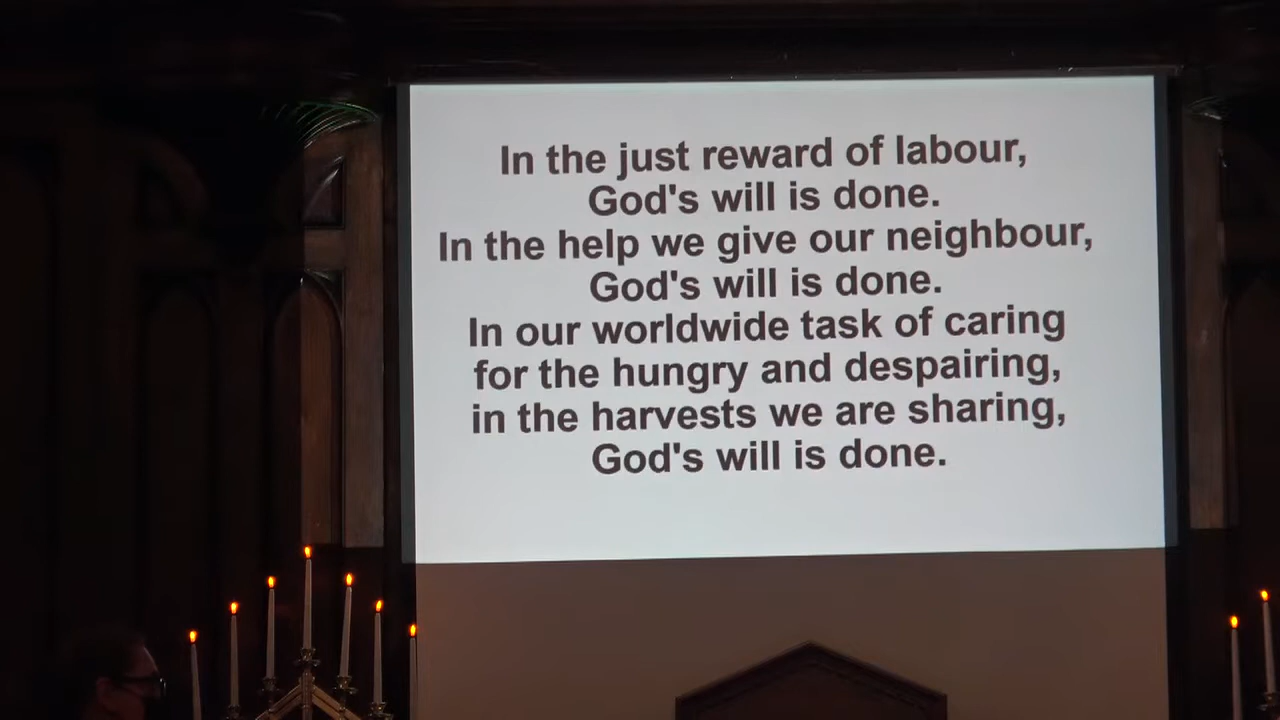 In the just reward of labour,
God's will is done.
In the help we give our neighbour,
God's will is done.
In our worldwide task of caring
for the hungry and despairing,
in the harvests we are sharing,
God's will is done.